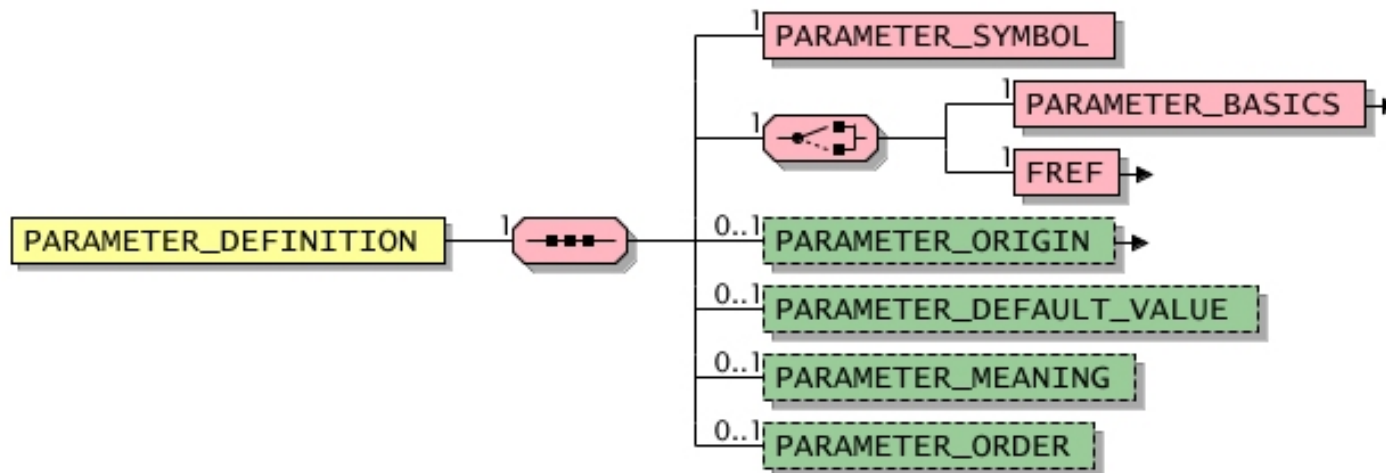 1 PARAMETER_SYMBOL
1 1 PARAMETER_BASICS
1 FREF
PARAMETER_DEFINITION 1 0..1 PARAMETER_ORIGIN
0..1 PARAMETER_DEFAULT_VALUE
0..1 PARAMETER_MEANING
0..1 PARAMETER_ORDER